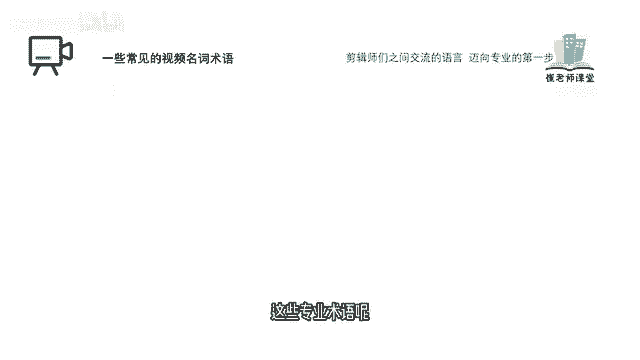 一些常见的视频名词术语
剪辑师们之间交流的语言 迈向专业的第一步
崔老师课堂
这些专业术语呢